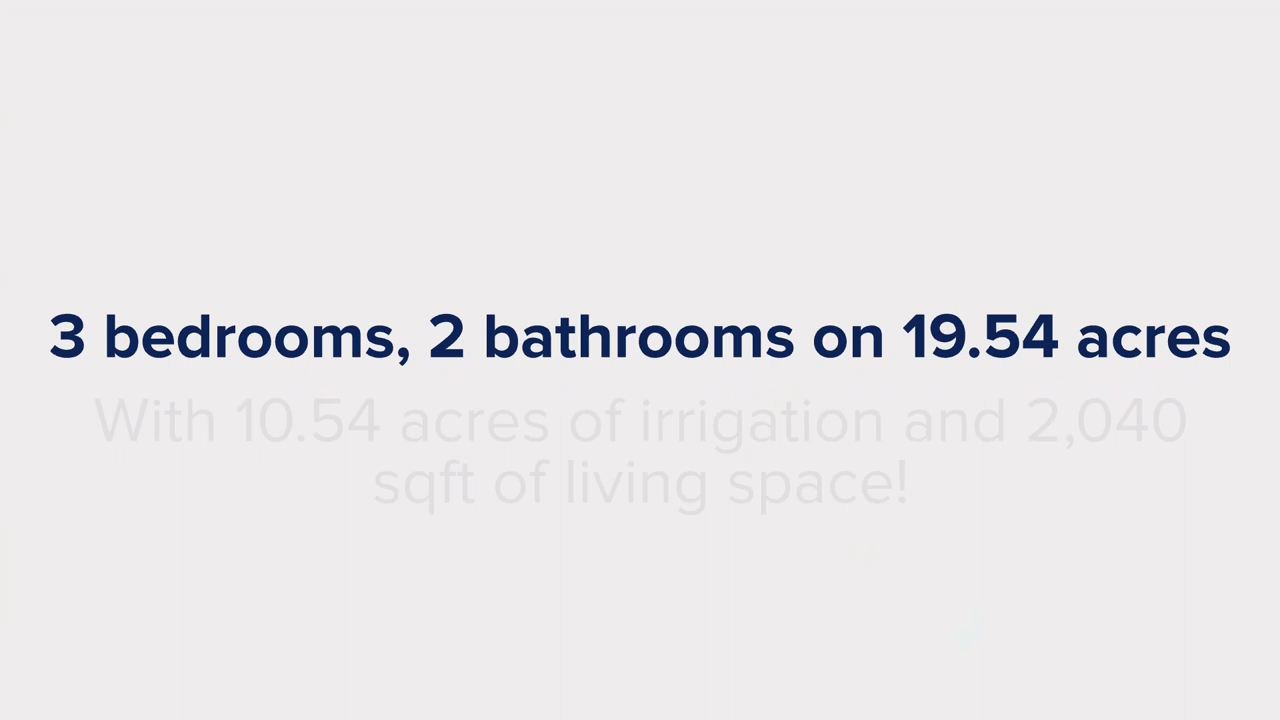 3 bedrooms, 2 bathrooms on 19.54 acres
With 10.54 acres of irrigation and 2,040
sqft of living space!